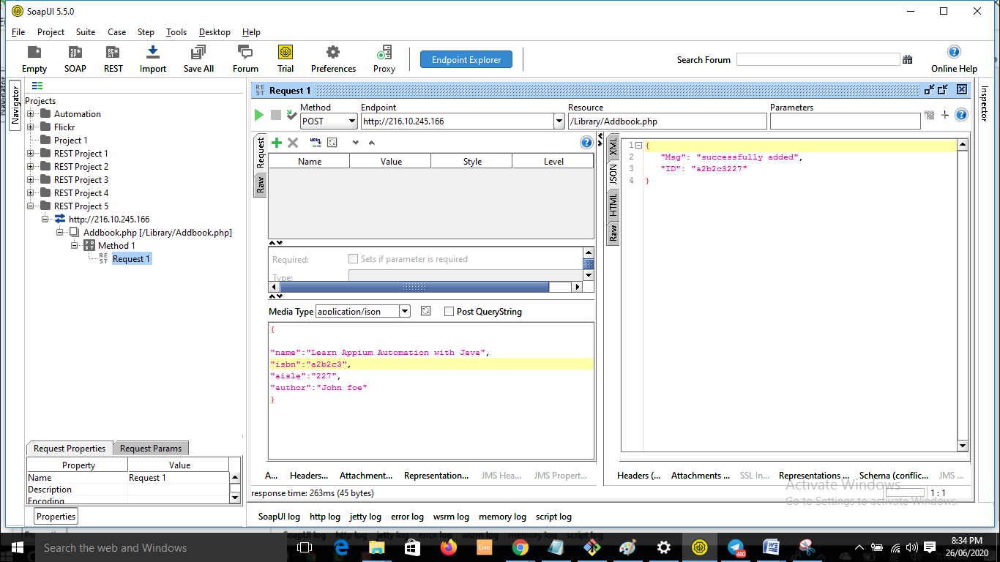 SoapUI 5.5.0
File Project Suite Case Step Tools Desktop Help
Empty SOAP REST Import Save All Forum Trial Preferences Proxy Endpoint Explorer Search Forum Online Help
Navigator
Projects
Automation
Flickr
Project 1
REST Project 1
REST Project 2
REST Project 3
REST Project 4
REST Project 5
http://216.10.245.166
Addbook.php [/Library/Addbook.php]
Method 1
Request 1
Request Properties Request Params
Property Value
Name Request 1
Description
Encoding
Properties
Request 1
Method Endpoint Resource Parameters
POST http://216.10.245.166 /Library/Addbook.php
Request
Raw
Name Value Style Level
Required: Sets if parameter is required
Type:
Media Type application/json Post QueryString
{
"name":"Learn Appium Automation with Java",
"isbn":"a2b2c3",
"aisle":"227",
"author":"John foe"
}
A... Headers... Attachment... Representation... JMS Hea... JMS Propert...
XML
JSON
HTML
Raw
1 {
2 "Msg": "successfully added",
3 "ID": "a2b2c3227"
4 }
Headers (... Attachments ... SSL In... Representations ... Schema (conflic... JMS ...
Inspector
response time: 263ms (45 bytes)
1 : 1
Activate Windows
Go to Settings to activate Windows.
SoapUI log http log jetty log error log wsrm log memory log script log
Search the web and Windows
Live
480
8:34 PM
26/06/2020